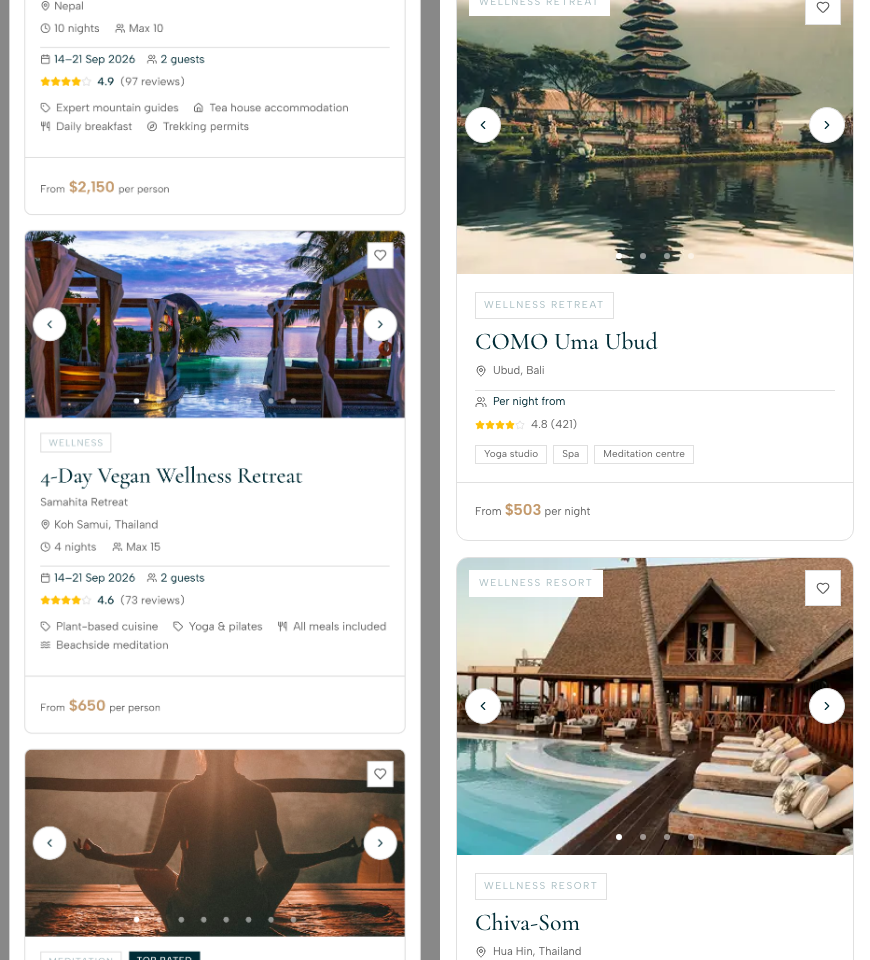 Nepal
10 nights Max 10
14–21 Sep 2026 2 guests
4.9 (97 reviews)
Expert mountain guides Tea house accommodation
Daily breakfast Trekking permits
From $2,150 per person
WELLNESS
4-Day Vegan Wellness Retreat
Samahita Retreat
Koh Samui, Thailand
4 nights Max 15
14–21 Sep 2026 2 guests
4.6 (73 reviews)
Plant-based cuisine Yoga & pilates All meals included
Beachside meditation
From $650 per person
MEDITATION TOP RATED
WELLNESS RETREAT
WELLNESS RETREAT
COMO Uma Ubud
Ubud, Bali
Per night from
4.8 (421)
Yoga studio Spa Meditation centre
From $503 per night
WELLNESS RESORT
WELLNESS RESORT
Chiva-Som
Hua Hin, Thailand